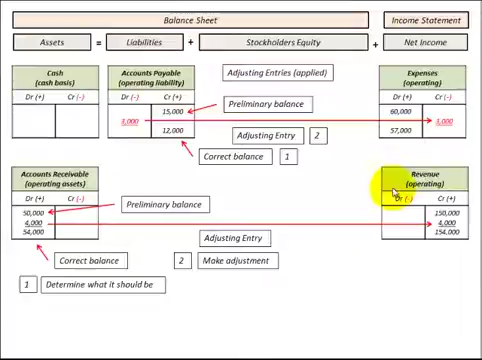 Balance Sheet
Income Statement
Assets = Liabilities + Stockholders Equity + Net Income
Cash
(cash basis)
Dr (+) Cr (-)
Accounts Payable
(operating liability)
Dr (-) Cr (+)
15,000
3,000
12,000
Adjusting Entries (applied)
Preliminary balance
Adjusting Entry 2
Correct balance 1
Expenses
(operating)
Dr (+) Cr (-)
60,000
3,000
57,000
Accounts Receivable
(operating assets)
Dr (+) Cr (-)
50,000
4,000
54,000
Preliminary balance
Adjusting Entry
Correct balance
2 Make adjustment
1 Determine what it should be
Revenue
(operating)
Dr (-) Cr (+)
150,000
4,000
154,000